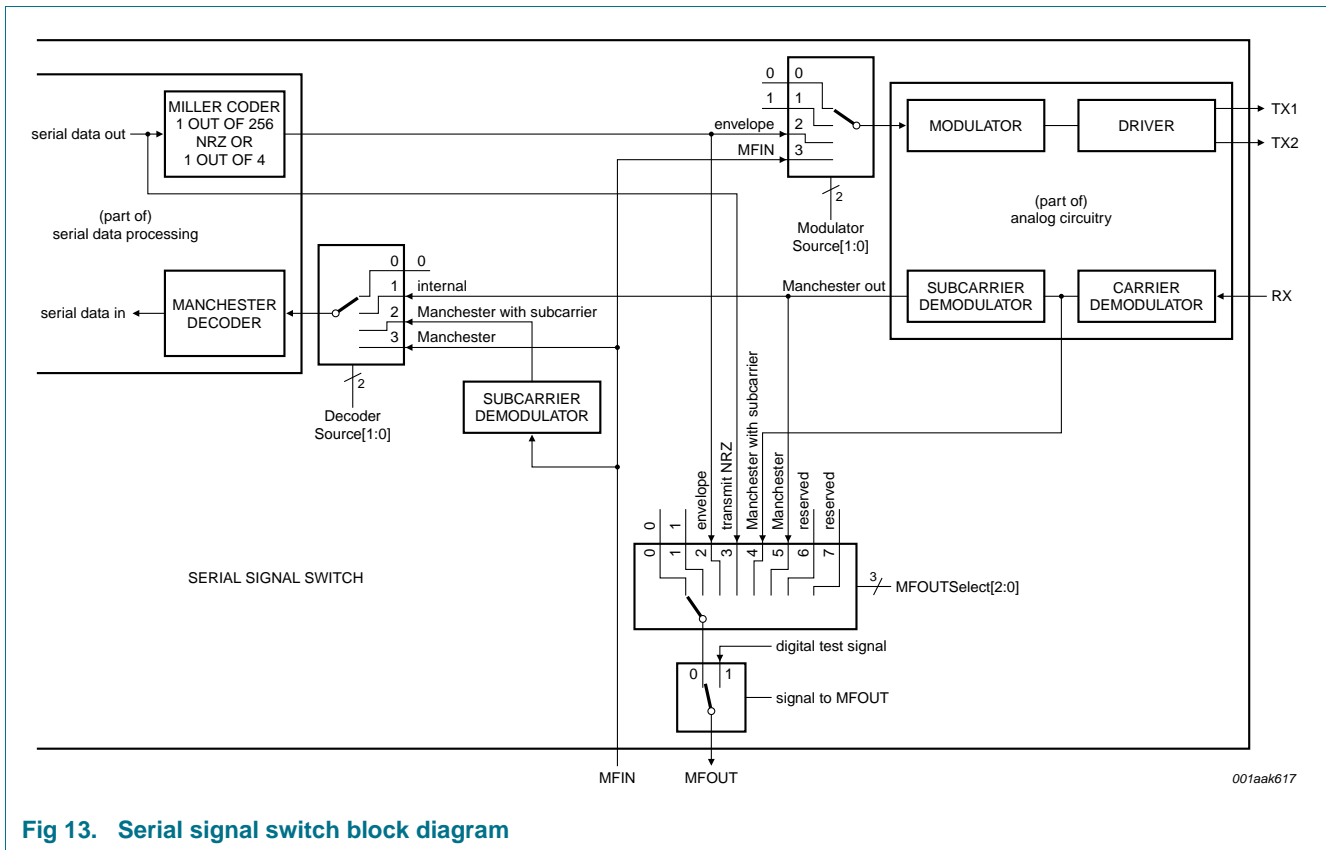 serial data out
MILLER CODER
1 OUT OF 256
NRZ OR
1 OUT OF 4
(part of)
serial data processing
serial data in
MANCHESTER
DECODER
0 0
1 internal
2 Manchester with subcarrier
3 Manchester
2
Decoder
Source[1:0]
SUBCARRIER
DEMODULATOR
0 0
1 1
envelope 2
MFIN 3
2
Modulator
Source[1:0]
MODULATOR
DRIVER
TX1
TX2
(part of)
analog circuitry
Manchester out
SUBCARRIER
DEMODULATOR
CARRIER
DEMODULATOR
RX
0
1
envelope
transmit NRZ
Manchester with subcarrier
Manchester
reserved
reserved
0 1 2 3 4 5 6 7
3
MFOUTSelect[2:0]
SERIAL SIGNAL SWITCH
digital test signal
0 1
signal to MFOUT
MFIN
MFOUT
001aak617
Fig 13. Serial signal switch block diagram